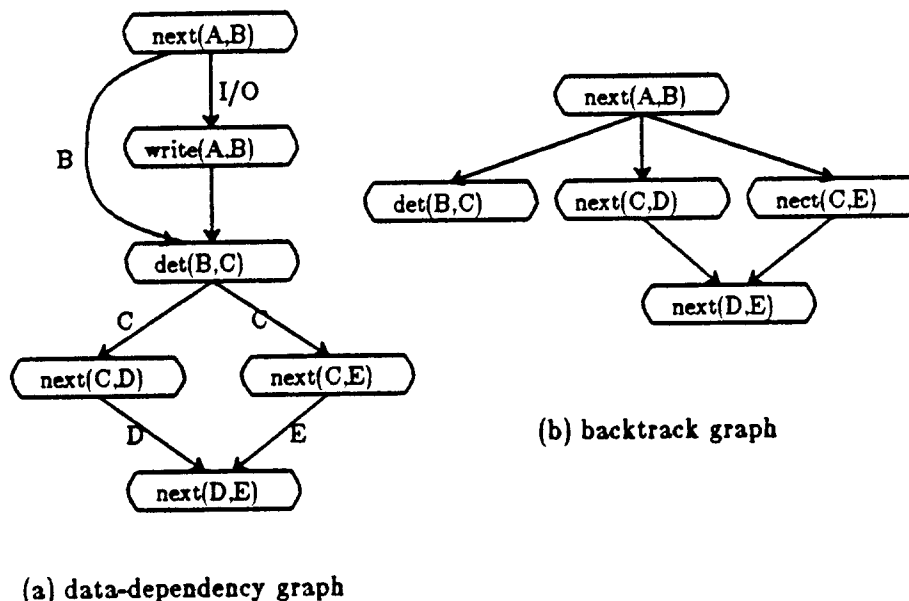 next(A,B)
I/O
B
write(A,B)
det(B,C)
C
C
next(C,D)
next(C,E)
D
E
next(D,E)
(a) data-dependency graph
next(A,B)
det(B,C)
next(C,D)
nect(C,E)
next(D,E)
(b) backtrack graph